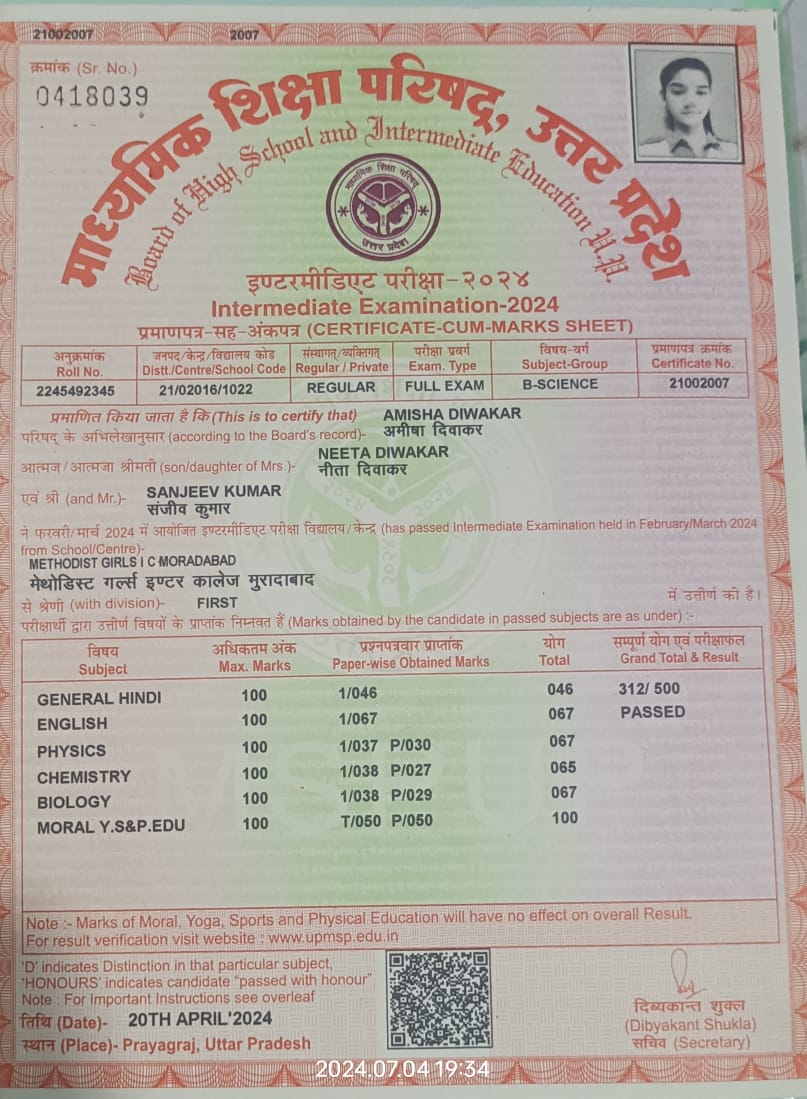 21002007 2007
क्रमांक (Sr. No.)
0418039
माध्यमिक शिक्षा परिषद्, उत्तर प्रदेश
Board of High School and Intermediate Education U.P.
माध्यमिक शिक्षा परिषद्
उत्तर प्रदेश
इण्टरमीडिएट परीक्षा-२०२४
Intermediate Examination-2024
प्रमाणपत्र-सह-अंकपत्र (CERTIFICATE-CUM-MARKS SHEET)
अनुक्रमांक जनपद/केन्द्र/विद्यालय कोड संस्थागत/व्यक्तिगत परीक्षा प्रवर्ग विषय-वर्ग प्रमाणपत्र क्रमांक
Roll No. Distt./Centre/School Code Regular / Private Exam. Type Subject-Group Certificate No.
2245492345 21/02016/1022 REGULAR FULL EXAM B-SCIENCE 21002007
प्रमाणित किया जाता है कि (This is to certify that) AMISHA DIWAKAR
परिषद् के अभिलेखानुसार (according to the Board's record)- अमीषा दिवाकर
NEETA DIWAKAR
आत्मज/आत्मजा श्रीमती (son/daughter of Mrs.)- नीता दिवाकर
एवं श्री (and Mr.)- SANJEEV KUMAR
संजीव कुमार
ने फरवरी/मार्च 2024 में आयोजित इण्टरमीडिएट परीक्षा विद्यालय/केन्द्र (has passed Intermediate Examination held in February/March 2024
from School/Centre)-
METHODIST GIRLS I C MORADABAD
मेथोडिस्ट गर्ल्स इण्टर कालेज मुरादाबाद
से श्रेणी (with division)- FIRST में उत्तीर्ण की है।
परीक्षार्थी द्वारा उत्तीर्ण विषयों के प्राप्तांक निम्नवत हैं (Marks obtained by the candidate in passed subjects are as under) :-
विषय अधिकतम अंक प्रश्नपत्रवार प्राप्तांक योग सम्पूर्ण योग एवं परीक्षाफल
Subject Max. Marks Paper-wise Obtained Marks Total Grand Total & Result
GENERAL HINDI 100 1/046 046 312/ 500
ENGLISH 100 1/067 067 PASSED
PHYSICS 100 1/037 P/030 067
CHEMISTRY 100 1/038 P/027 065
BIOLOGY 100 1/038 P/029 067
MORAL Y.S&P.EDU 100 T/050 P/050 100
Note :- Marks of Moral, Yoga, Sports and Physical Education will have no effect on overall Result.
For result verification visit website : www.upmsp.edu.in
'D' indicates Distinction in that particular subject,
'HONOURS' indicates candidate "passed with honour"
Note : For Important Instructions see overleaf
तिथि (Date)- 20TH APRIL'2024
स्थान (Place)- Prayagraj, Uttar Pradesh
दिब्यकान्त शुक्ल
(Dibyakant Shukla)
सचिव (Secretary)
2024.07.04 19:34